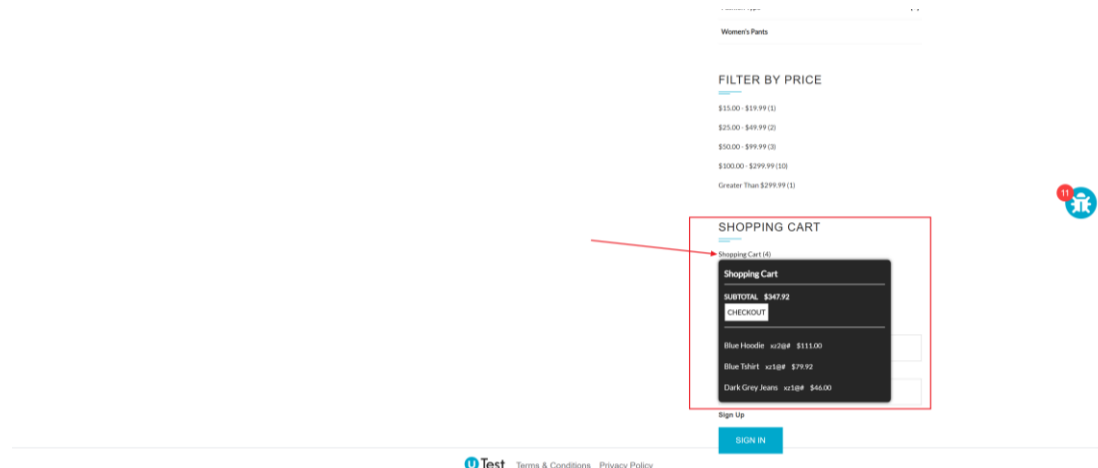 Women's Pants
FILTER BY PRICE
$15.00 - $19.99 (1)
$25.00 - $49.99 (2)
$50.00 - $99.99 (3)
$100.00 - $299.99 (10)
Greater Than $299.99 (1)
11
SHOPPING CART
Shopping Cart (4)
Shopping Cart
SUBTOTAL $347.92
CHECKOUT
Blue Hoodie xz2@# $111.00
Blue Tshirt xz1@# $79.92
Dark Grey Jeans xz1@# $46.00
Sign Up
SIGN IN
uTest Terms & Conditions Privacy Policy